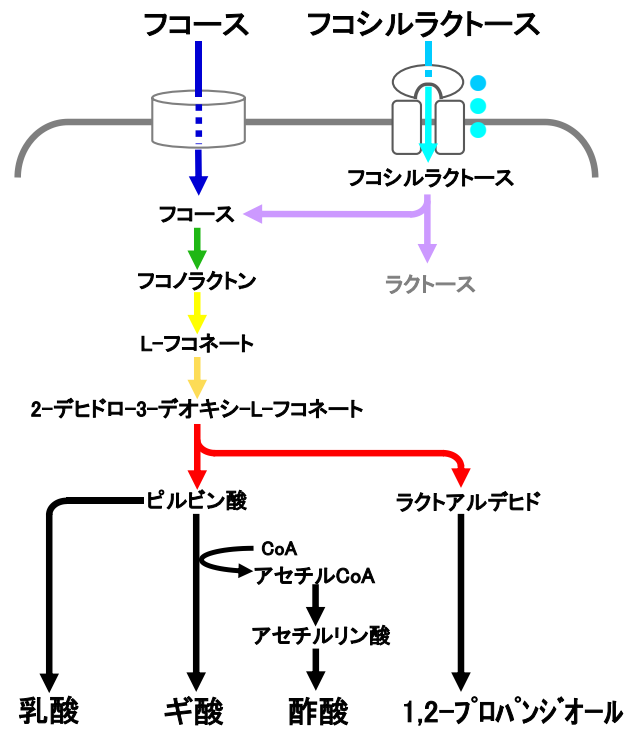 フコース フコシルラクトース
フコシルラクトース
フコース
フコノラクトン ラクトース
L-フコネート
2-デヒドロ-3-デオキシ-L-フコネート
ピルビン酸 ラクトアルデヒド
CoA
アセチルCoA
アセチルリン酸
乳酸 ギ酸 酢酸 1,2-プロパンジオール